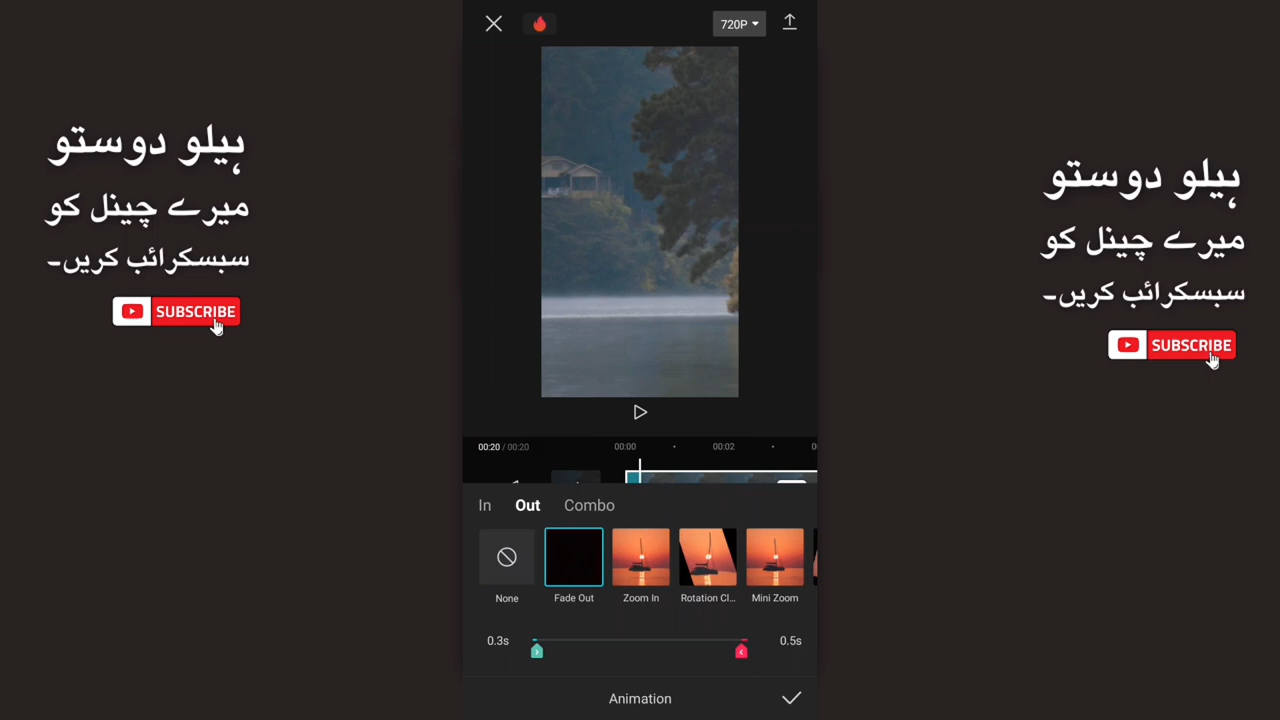 ہیلو دوستو
میرے چینل کو
سبسکرائب کریں۔
SUBSCRIBE
720P
00:20 / 00:20
00:00
00:02
In
Out
Combo
None
Fade Out
Zoom In
Rotation Cl...
Mini Zoom
0.3s
0.5s
Animation
ہیلو دوستو
میرے چینل کو
سبسکرائب کریں۔
SUBSCRIBE